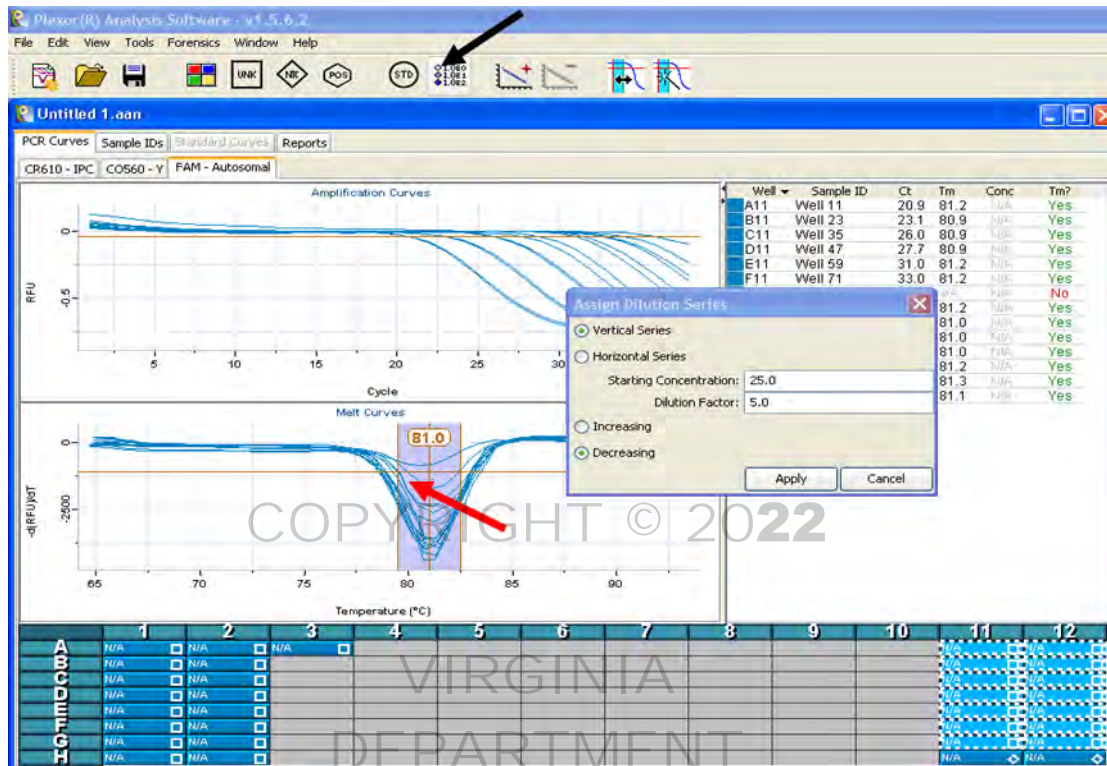 Plexor(R) Analysis Software - v1.5.6.2
File Edit View Tools Forensics Window Help
UNK NTC POS STD 1.0E0
1.0E1
1.0E2
Untitled 1.aan
PCR Curves Sample IDs Standard Curves Reports
CR610 - IPC CO560 - Y FAM - Autosomal
Amplification Curves
RFU
0
-0.5
5 10 15 20 25 30
Cycle
Melt Curves
81.0
-d(RFU)/dT
0
-2500
65 70 75 80 85 90
Temperature (°C)
Well Sample ID Ct Tm Conc Tm?
A11 Well 11 20.9 81.2 N/A Yes
B11 Well 23 23.1 80.9 N/A Yes
C11 Well 35 26.0 80.9 N/A Yes
D11 Well 47 27.7 80.9 N/A Yes
E11 Well 59 31.0 81.2 N/A Yes
F11 Well 71 33.0 81.2 N/A Yes
N/A N/A No
81.2 N/A Yes
81.0 N/A Yes
81.0 N/A Yes
81.0 N/A Yes
81.2 N/A Yes
81.3 N/A Yes
81.1 N/A Yes
Assign Dilution Series
Vertical Series
Horizontal Series
Starting Concentration: 25.0
Dilution Factor: 5.0
Increasing
Decreasing
Apply Cancel
COPYRIGHT © 2022
1 2 3 4 5 6 7 8 9 10 11 12
A N/A N/A N/A N/A N/A
B N/A N/A N/A N/A
C N/A N/A N/A N/A
D N/A N/A N/A N/A
E N/A N/A N/A N/A
F N/A N/A N/A N/A
G N/A N/A N/A N/A
H N/A N/A N/A N/A
VIRGINIA
DEPARTMENT